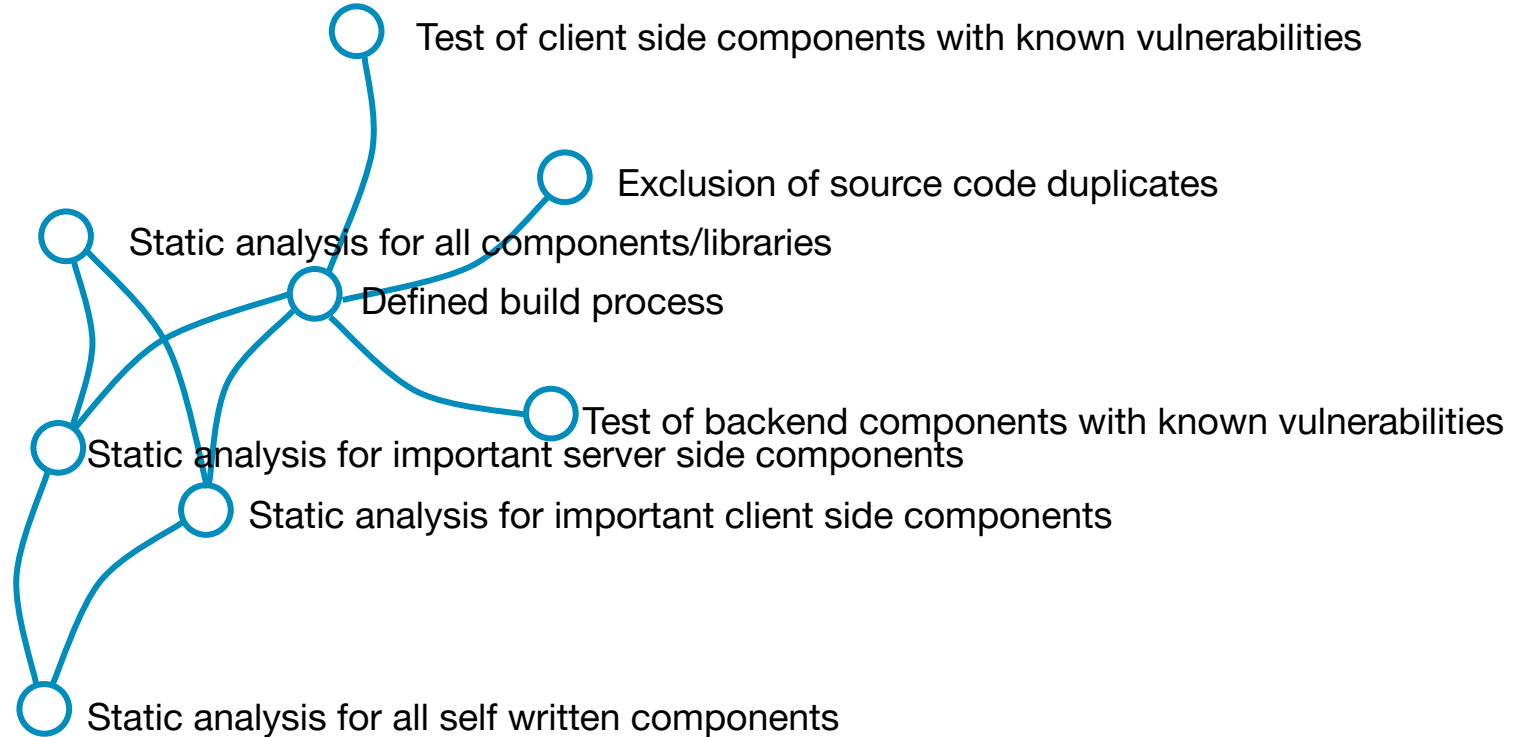 Test of client side components with known vulnerabilities
Exclusion of source code duplicates
Static analysis for all components/libraries
Defined build process
Test of backend components with known vulnerabilities
Static analysis for important server side components
Static analysis for important client side components
Static analysis for all self written components